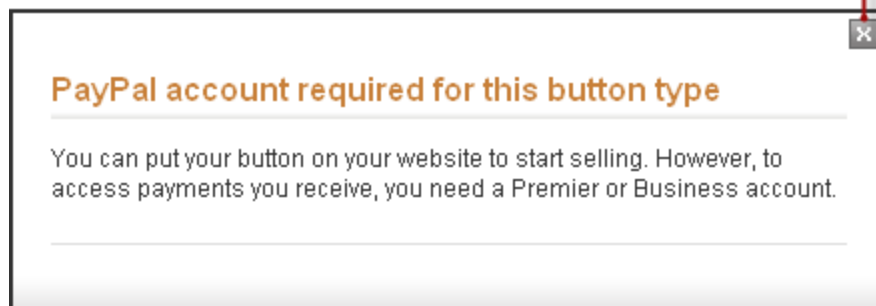 PayPal account required for this button type
You can put your button on your website to start selling. However, to
access payments you receive, you need a Premier or Business account.